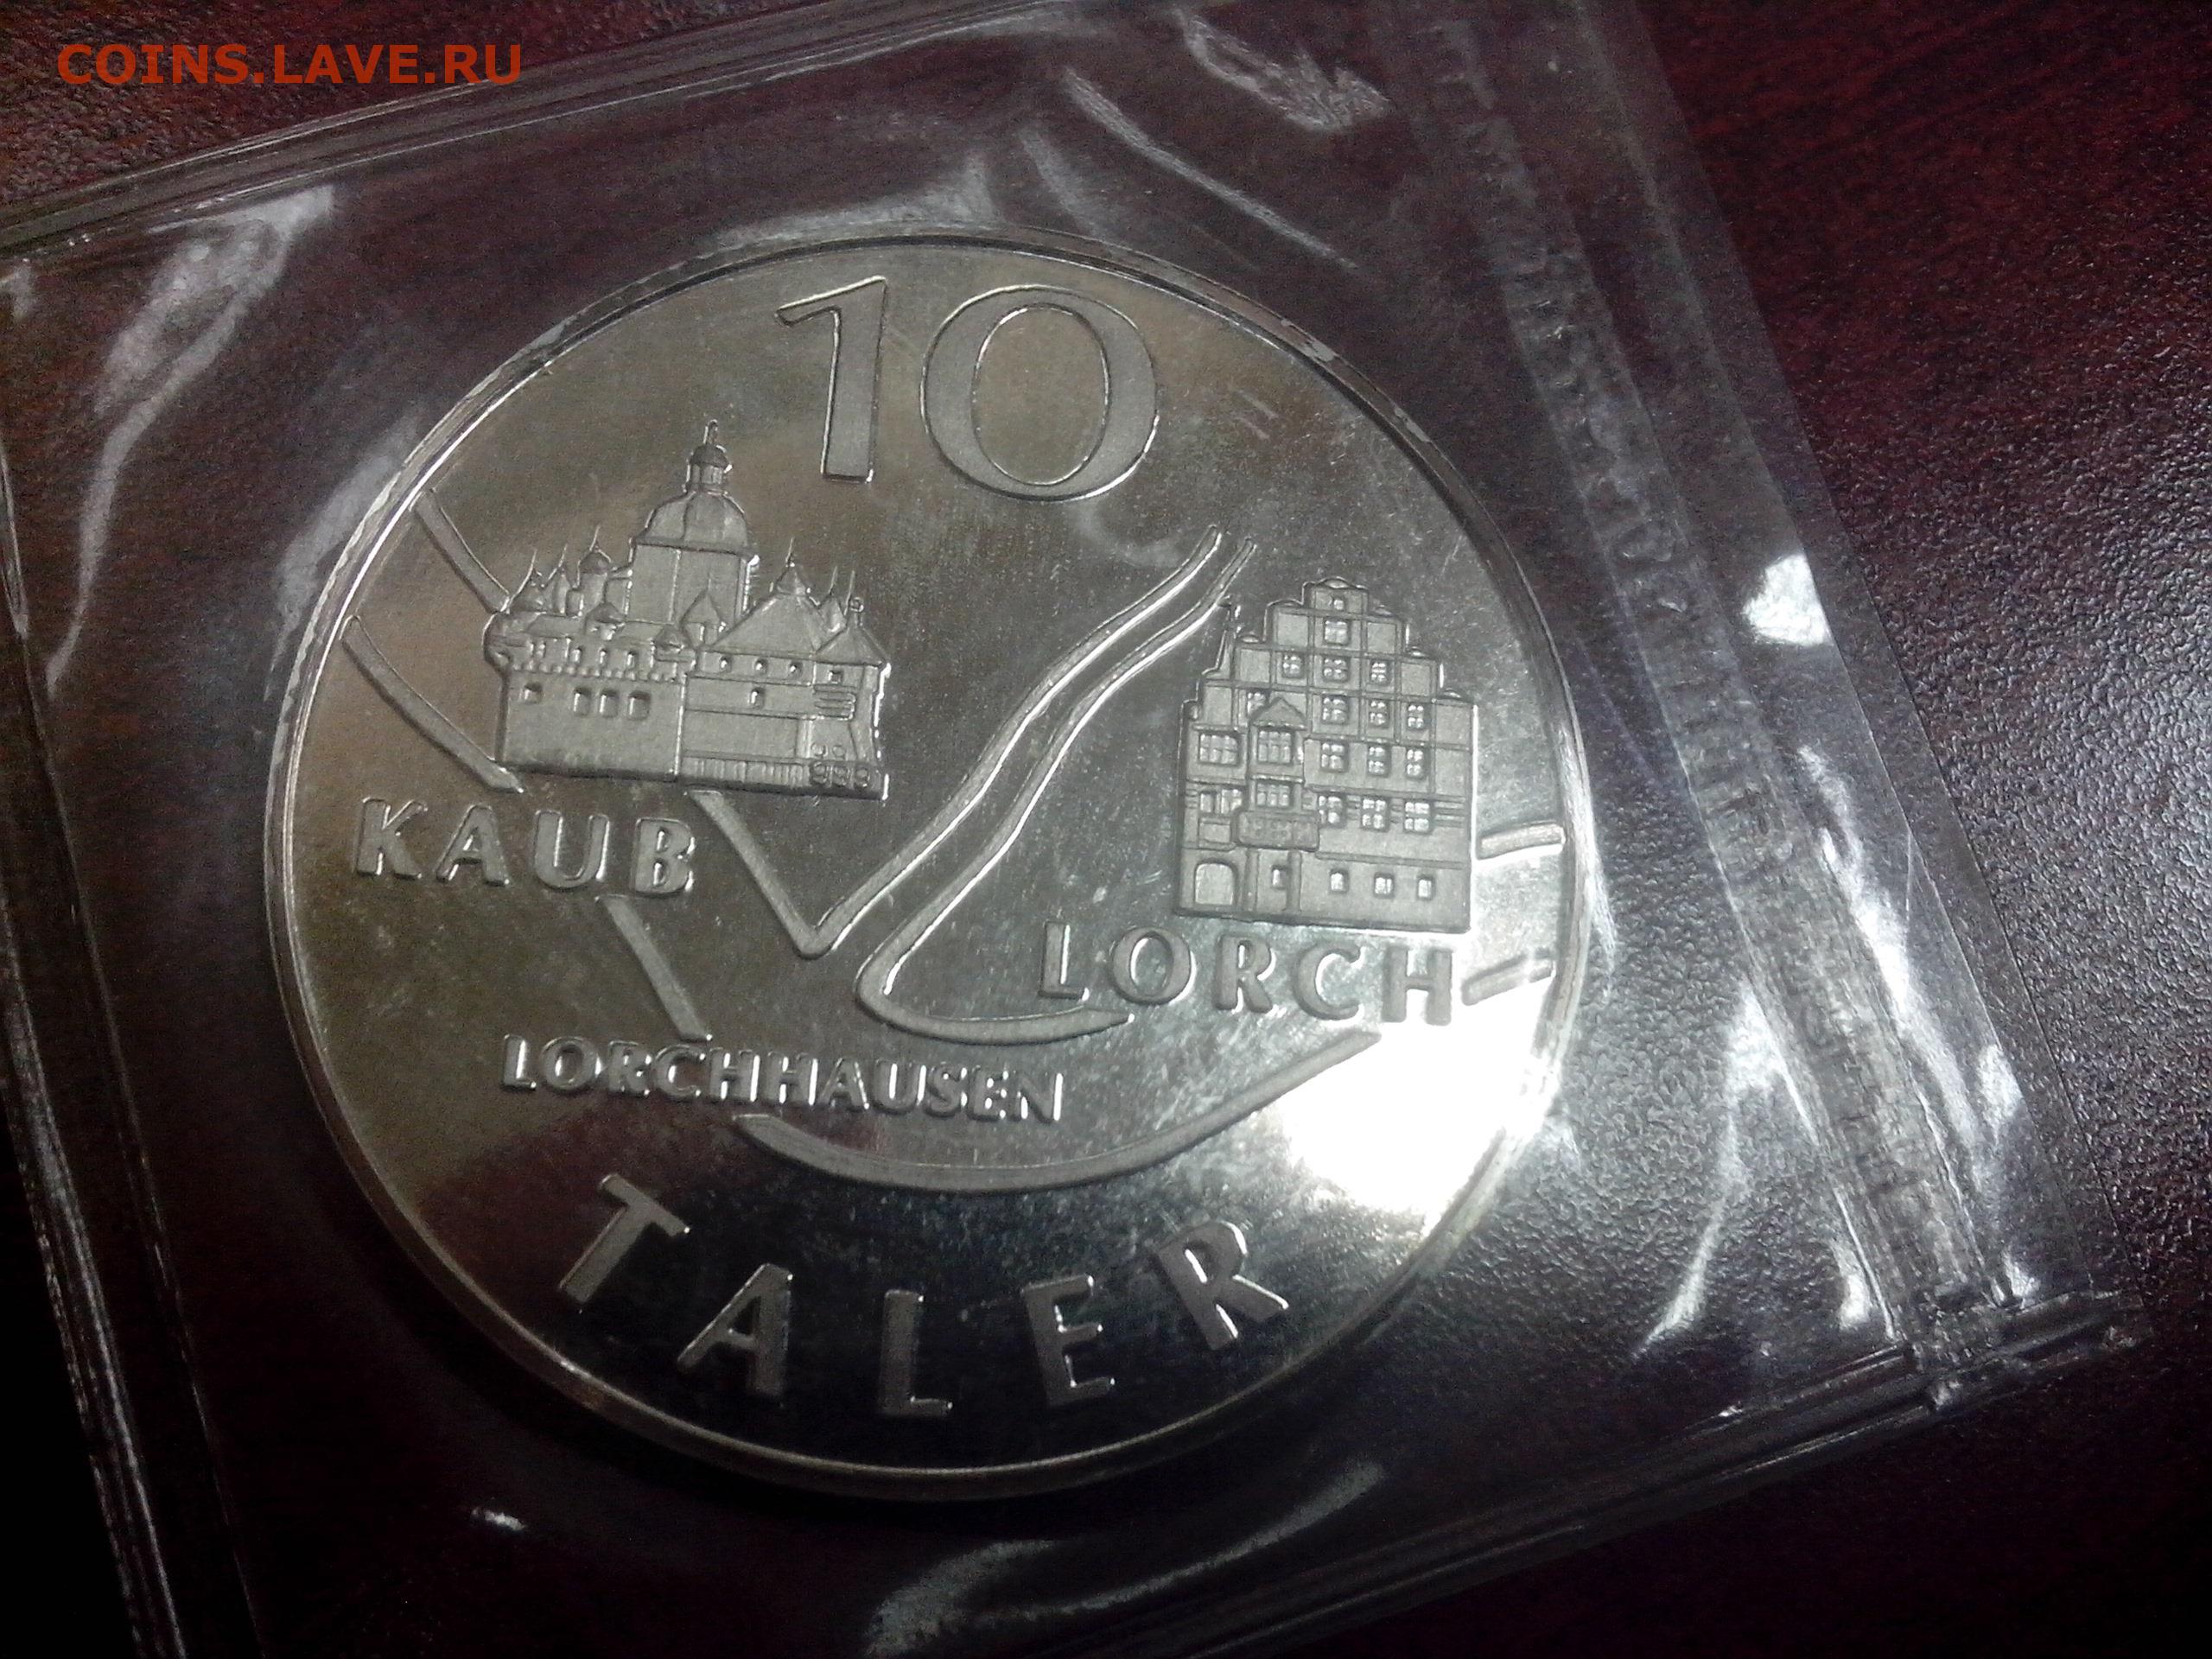 COINS.LAVE.RU
10
KAUB
LORCH
LORCHHAUSEN
TALER